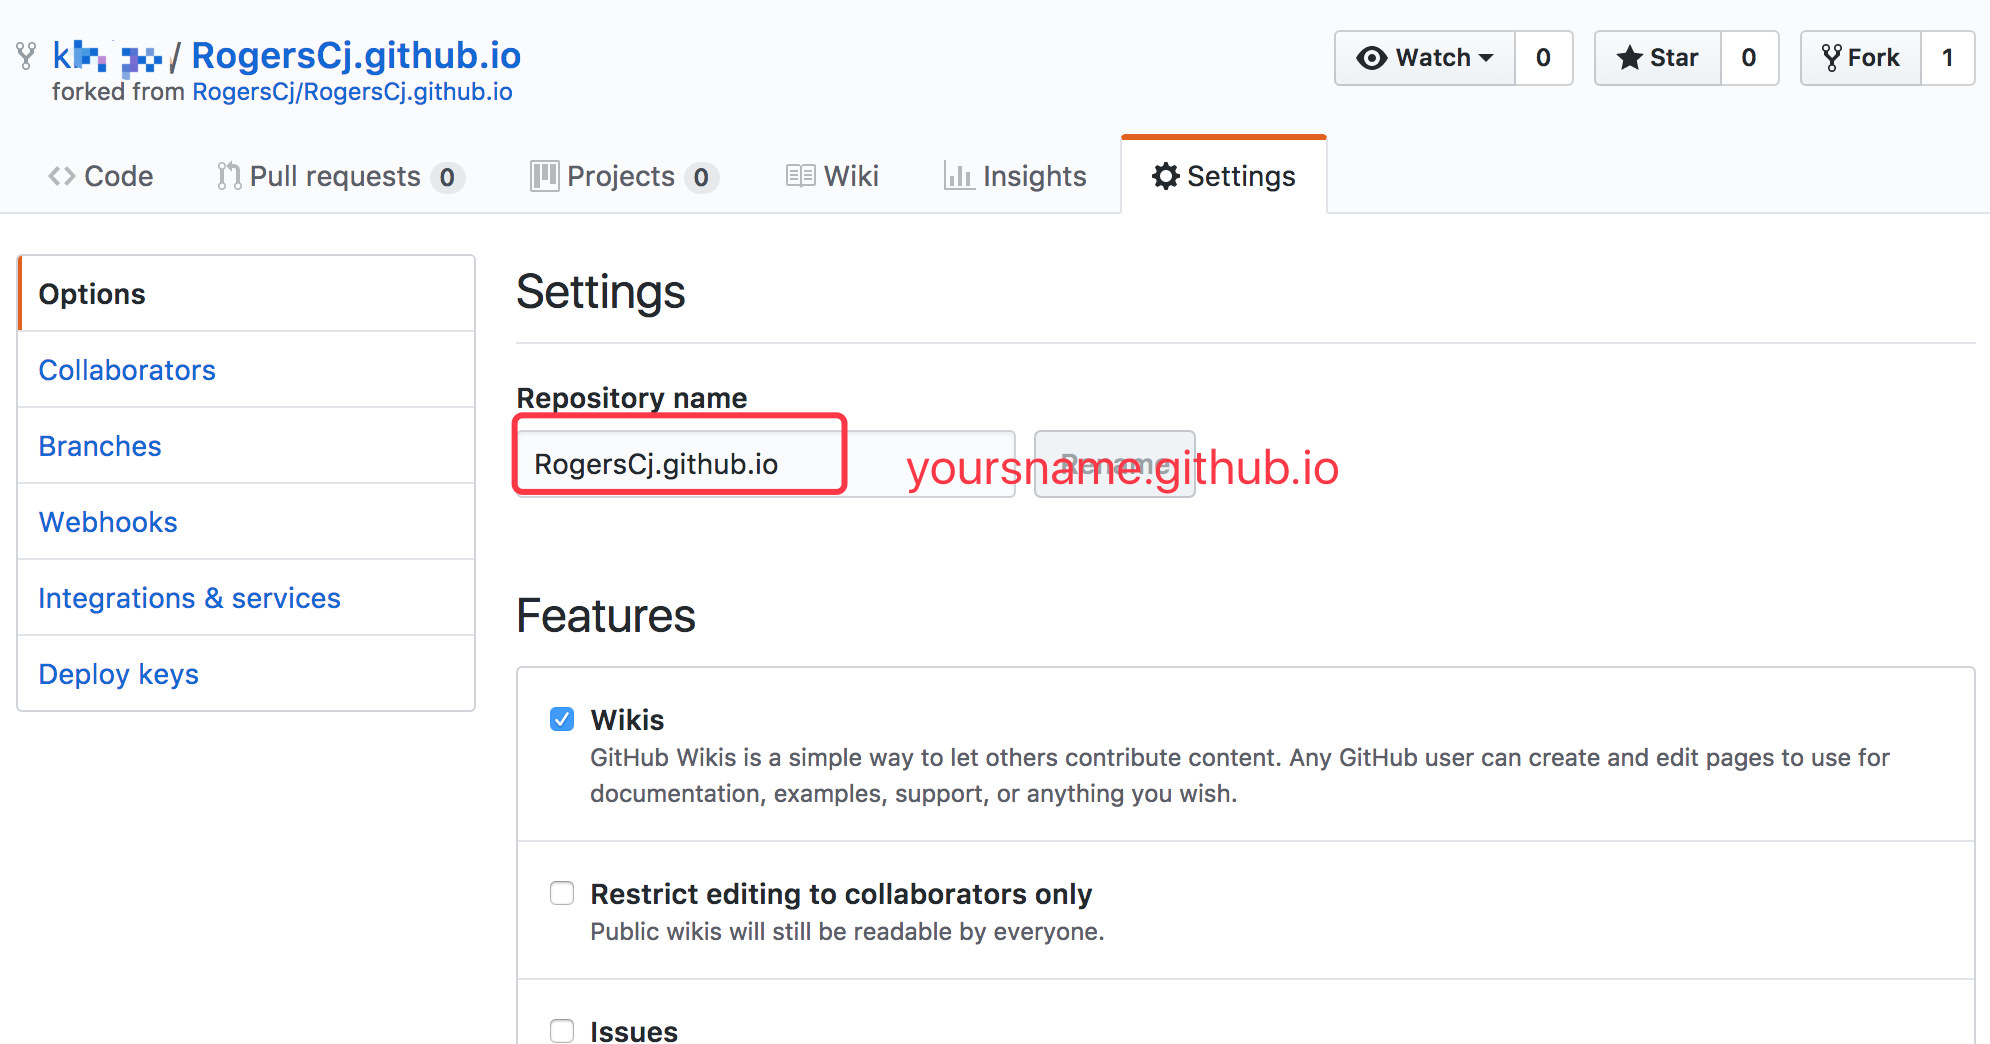 / RogersCj.github.io
Watch 0 Star 0 Fork 1
forked from RogersCj/RogersCj.github.io
Code Pull requests 0 Projects 0 Wiki Insights Settings
Options
Collaborators
Branches
Webhooks
Integrations & services
Deploy keys
Settings
Repository name
RogersCj.github.io
Rename
yoursname.github.io
Features
Wikis
GitHub Wikis is a simple way to let others contribute content. Any GitHub user can create and edit pages to use for
documentation, examples, support, or anything you wish.
Restrict editing to collaborators only
Public wikis will still be readable by everyone.
Issues